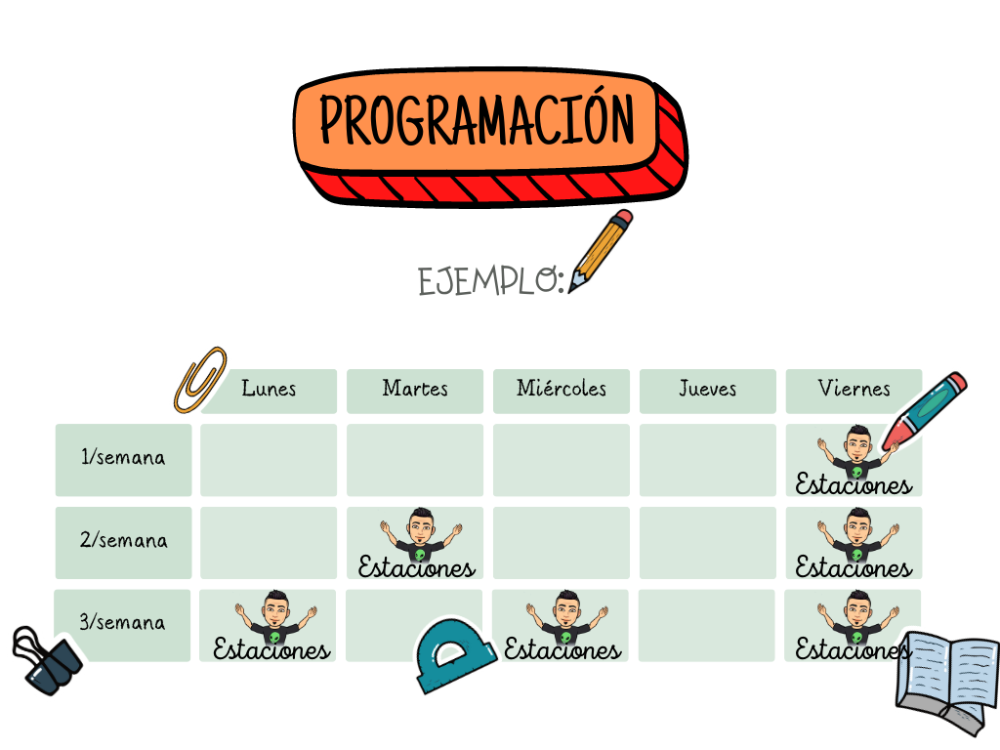 PROGRAMACIÓN
EJEMPLO:
Lunes Martes Miércoles Jueves Viernes
1/semana Estaciones
2/semana Estaciones Estaciones
3/semana Estaciones Estaciones Estaciones